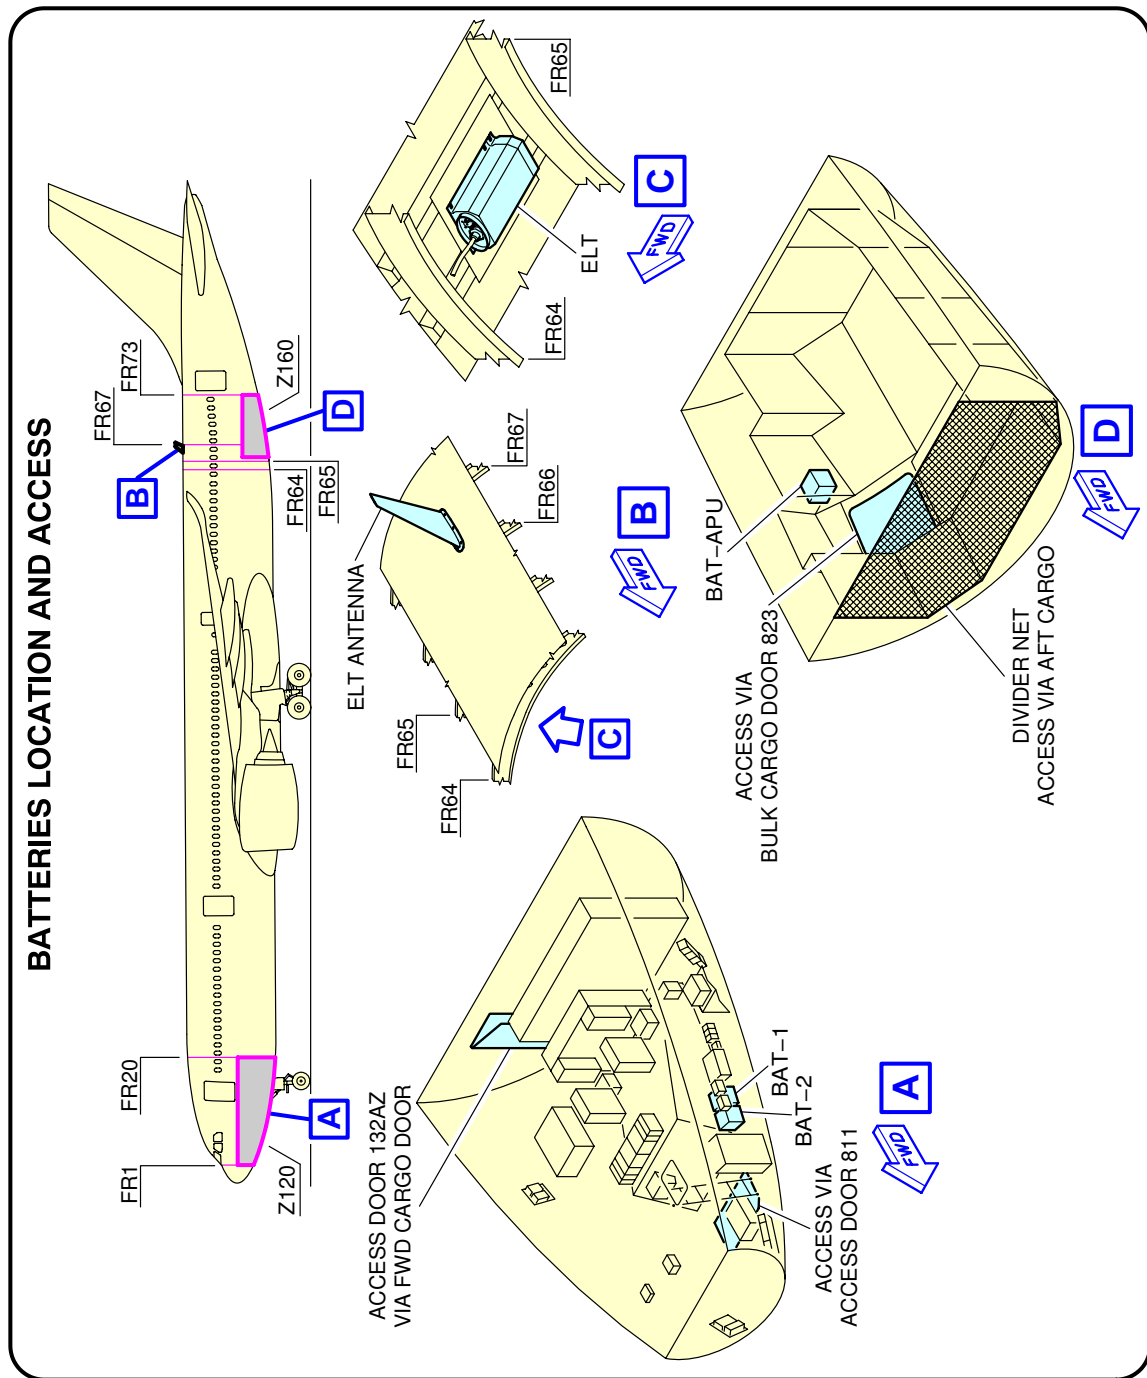 BATTERIES LOCATION AND ACCESS
FR1
FR20
FR67
FR73
B
A
Z120
FR64
FR65
D
Z160
ACCESS DOOR 132AZ
VIA FWD CARGO DOOR
BAT-1
BAT-2
ACCESS VIA
ACCESS DOOR 811
FWD
A
ELT ANTENNA
FR64
FR65
FR66
FR67
C
FWD
B
FR65
FR64
ELT
FWD
C
BAT-APU
ACCESS VIA
BULK CARGO DOOR 823
DIVIDER NET
ACCESS VIA AFT CARGO
FWD
D